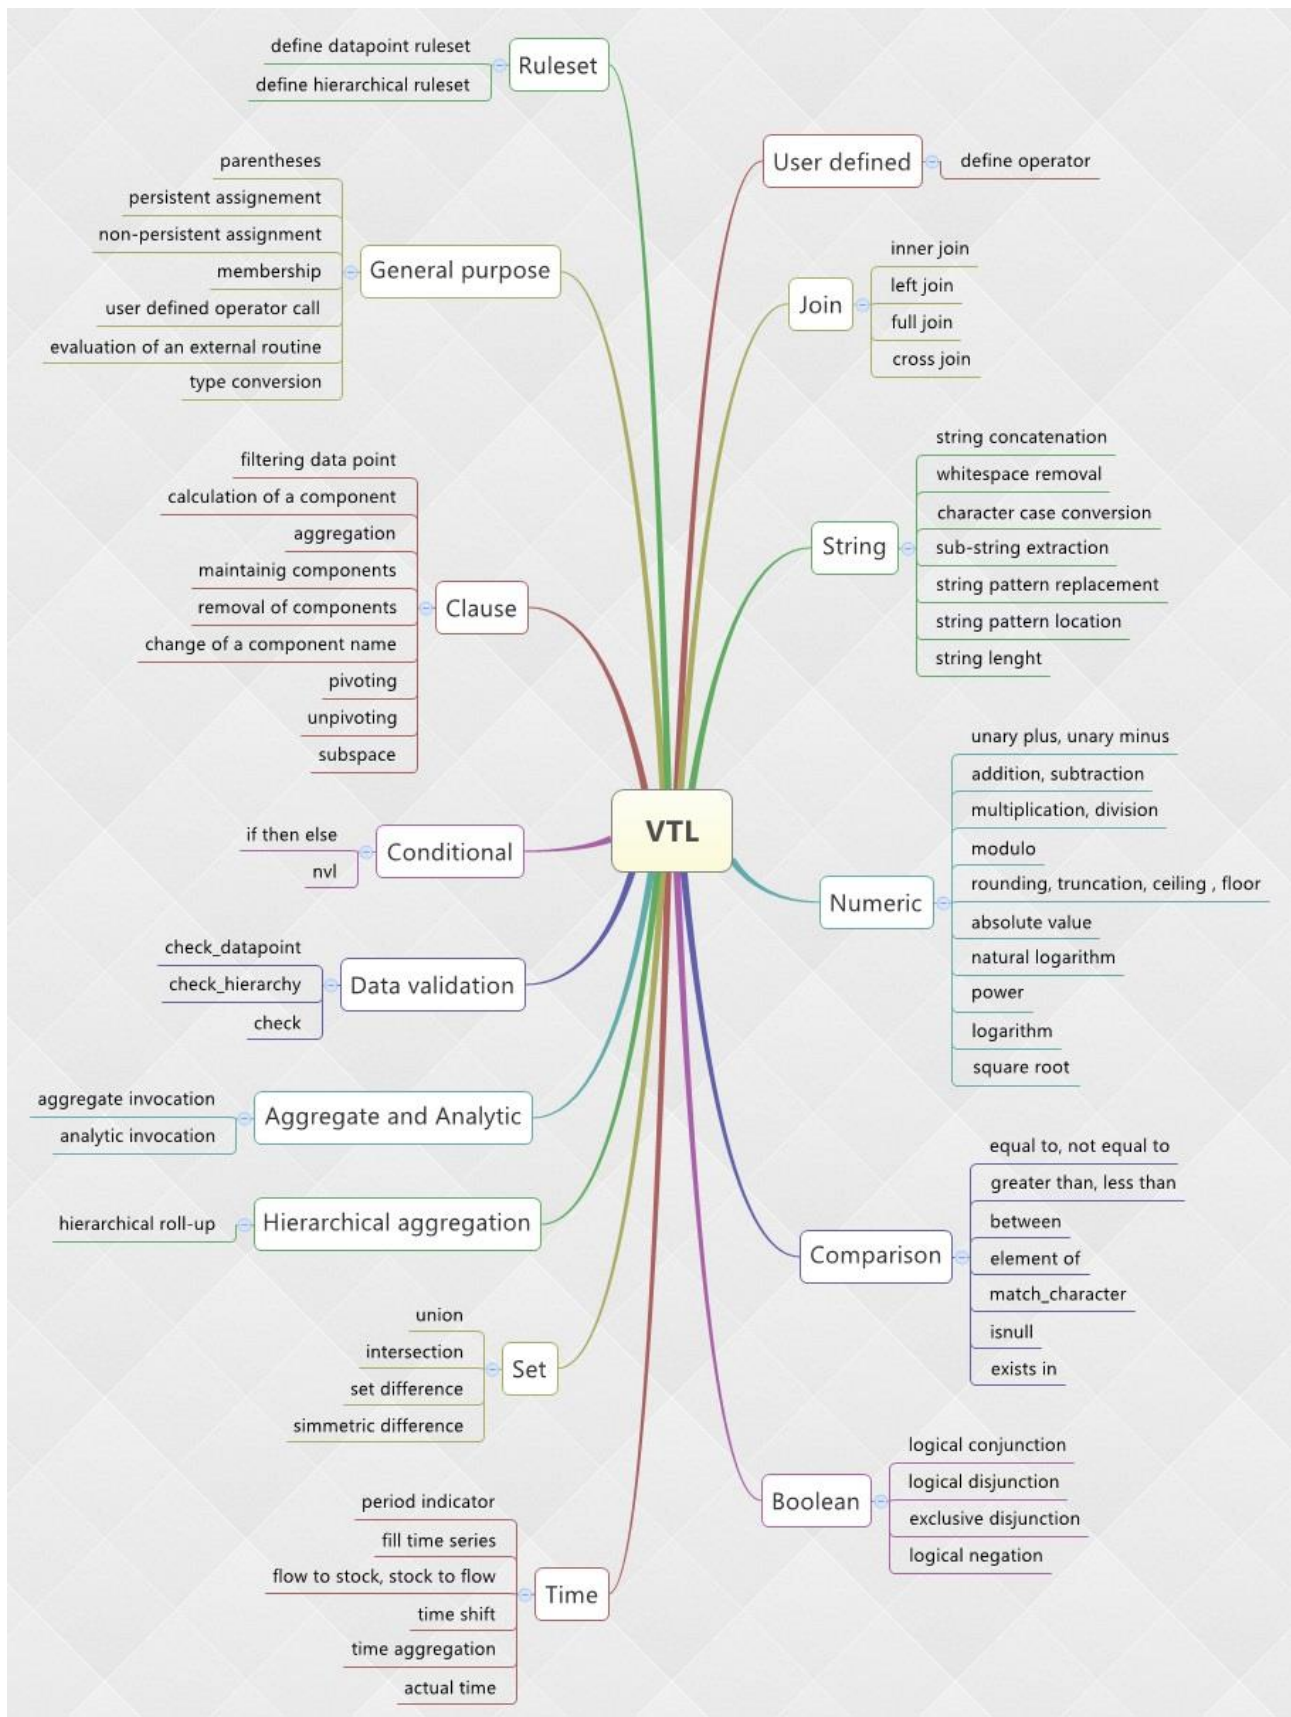 define datapoint ruleset
define hierarchical ruleset
Ruleset
User defined
define operator
parentheses
persistent assignement
non-persistent assignment
membership
user defined operator call
evaluation of an external routine
type conversion
General purpose
Join
inner join
left join
full join
cross join
filtering data point
calculation of a component
aggregation
maintainig components
removal of components
change of a component name
pivoting
unpivoting
subspace
Clause
String
string concatenation
whitespace removal
character case conversion
sub-string extraction
string pattern replacement
string pattern location
string lenght
VTL
if then else
nvl
Conditional
Numeric
unary plus, unary minus
addition, subtraction
multiplication, division
modulo
rounding, truncation, ceiling , floor
absolute value
natural logarithm
power
logarithm
square root
check_datapoint
check_hierarchy
check
Data validation
aggregate invocation
analytic invocation
Aggregate and Analytic
hierarchical roll-up
Hierarchical aggregation
Comparison
equal to, not equal to
greater than, less than
between
element of
match_character
isnull
exists in
union
intersection
set difference
simmetric difference
Set
Boolean
logical conjunction
logical disjunction
exclusive disjunction
logical negation
period indicator
fill time series
flow to stock, stock to flow
time shift
time aggregation
actual time
Time